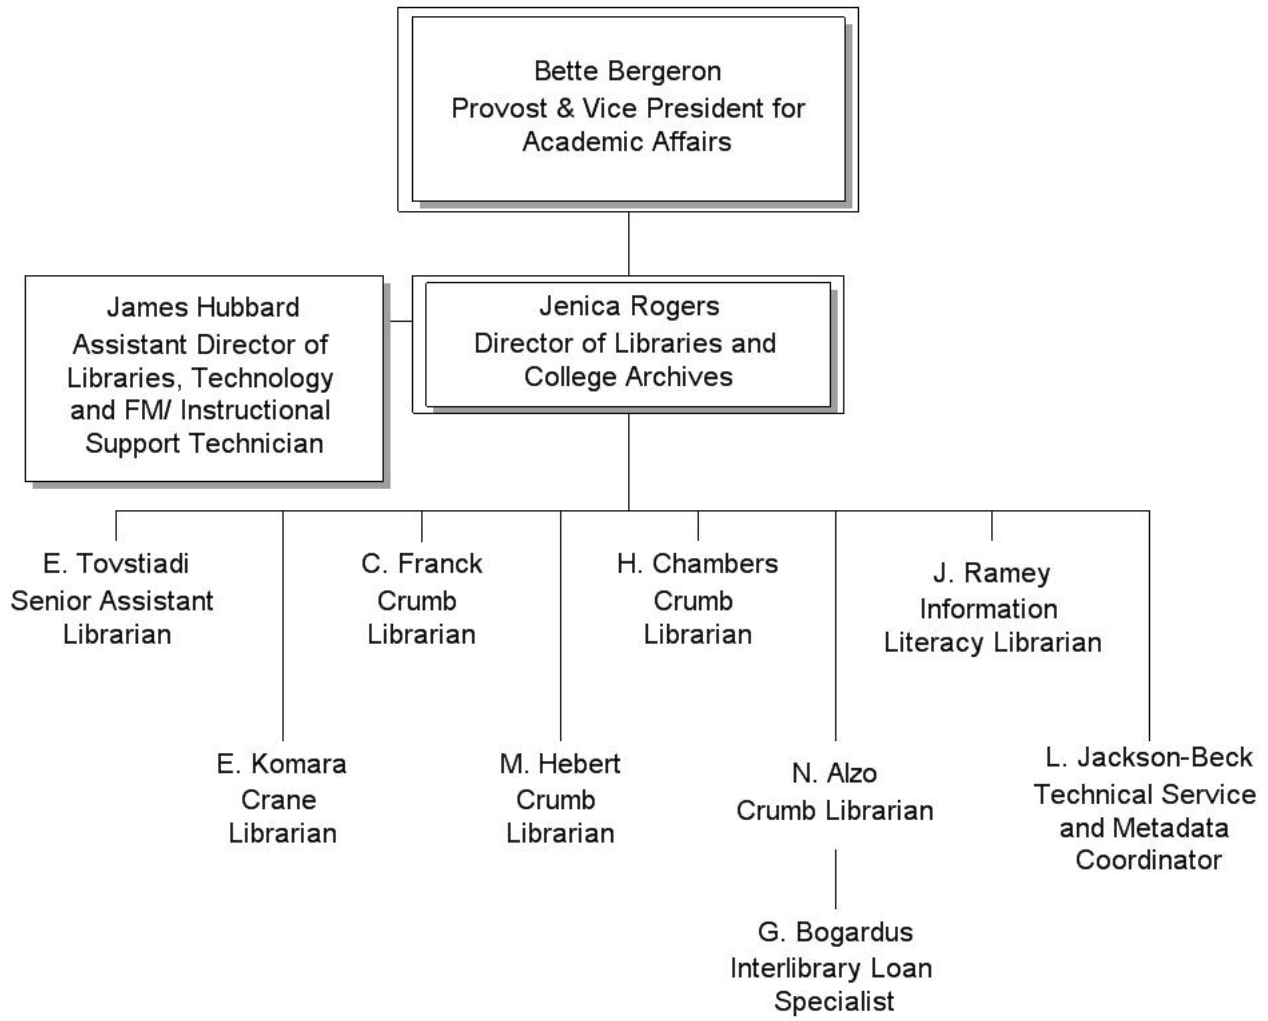 Bette Bergeron
Provost & Vice President for
Academic Affairs
James Hubbard
Assistant Director of
Libraries, Technology
and FM/ Instructional
Support Technician
Jenica Rogers
Director of Libraries and
College Archives
E. Tovstiadi
Senior Assistant
Librarian
C. Franck
Crumb
Librarian
H. Chambers
Crumb
Librarian
J. Ramey
Information
Literacy Librarian
E. Komara
Crane
Librarian
M. Hebert
Crumb
Librarian
N. Alzo
Crumb Librarian
L. Jackson-Beck
Technical Service
and Metadata
Coordinator
G. Bogardus
Interlibrary Loan
Specialist